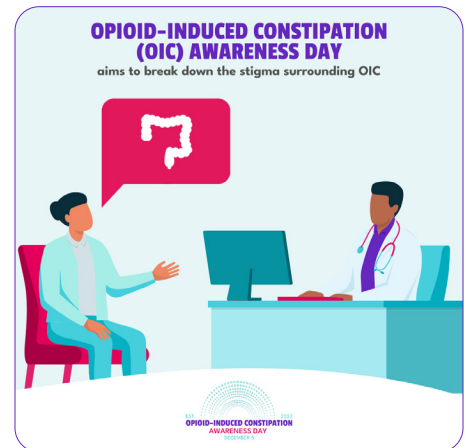 OPIOID-INDUCED CONSTIPATION
(OIC) AWARENESS DAY
aims to break down the stigma surrounding OIC
EST. 2023
OPIOID-INDUCED CONSTIPATION
AWARENESS DAY
DECEMBER 5